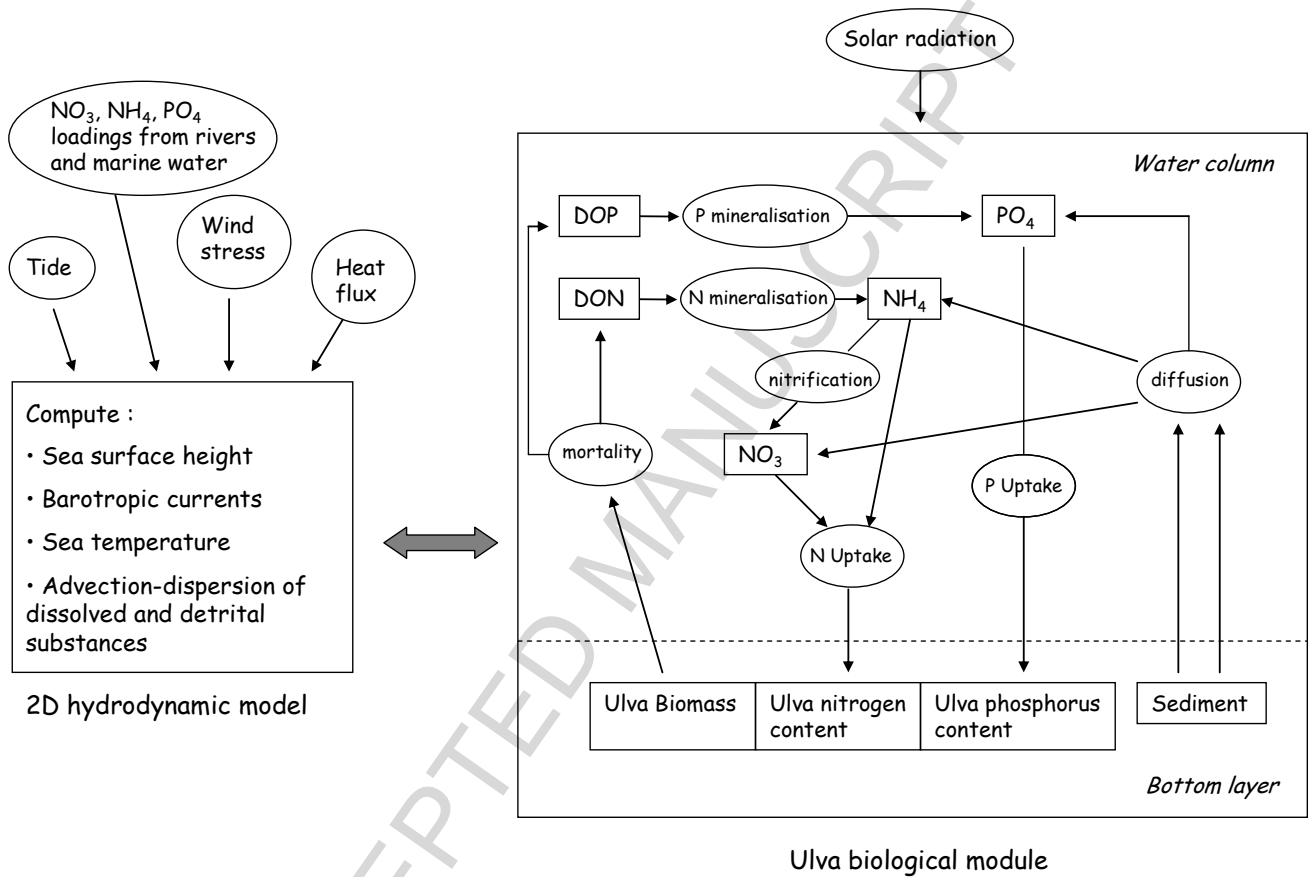 Solar radiation
NO₃, NH₄, PO₄
loadings from rivers
and marine water
Wind
stress
Tide
Heat
flux
Compute :
• Sea surface height
• Barotropic currents
• Sea temperature
• Advection-dispersion of
dissolved and detrital
substances
2D hydrodynamic model
Water column
DOP
P mineralisation
PO₄
DON
N mineralisation
NH₄
nitrification
diffusion
mortality
NO₃
P Uptake
N Uptake
Ulva Biomass
Ulva nitrogen
content
Ulva phosphorus
content
Sediment
Bottom layer
Ulva biological module
EPTED MANUSCRIPT